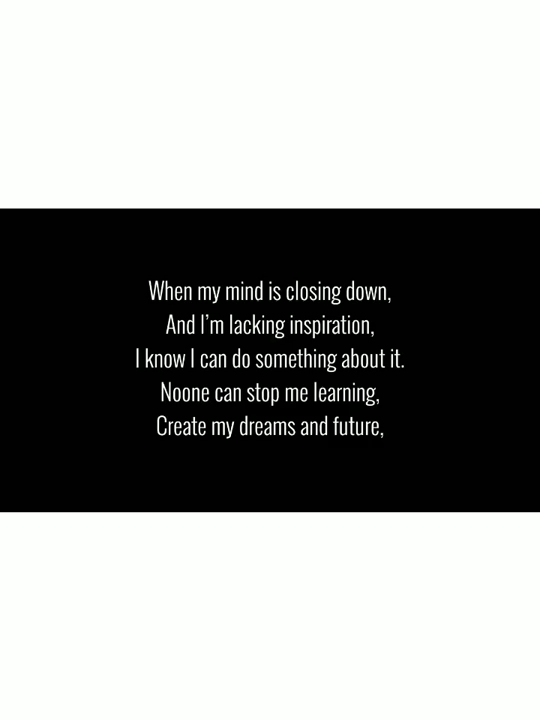 When my mind is closing down,
And I’m lacking inspiration,
I know I can do something about it.
Noone can stop me learning,
Create my dreams and future,